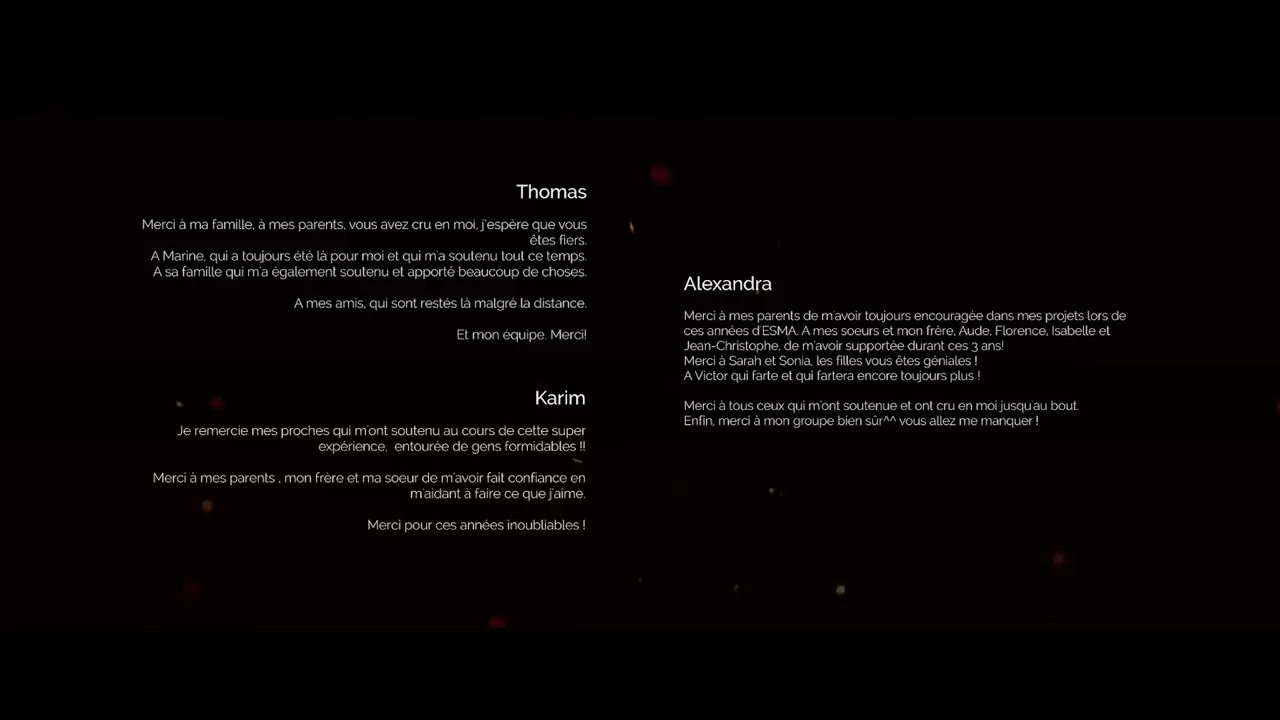 Thomas
Merci à ma famille, à mes parents, vous avez cru en moi, j'espère que vous
êtes fiers.
A Marine, qui a toujours été là pour moi et qui m'a soutenu tout ce temps.
A sa famille qui m'a également soutenu et apporté beaucoup de choses.
A mes amis, qui sont restés là malgré la distance.
Et mon équipe. Merci!
Karim
Je remercie mes proches qui m'ont soutenu au cours de cette super
expérience, entourée de gens formidables !!
Merci à mes parents , mon frère et ma soeur de m'avoir fait confiance en
m'aidant à faire ce que j'aime.
Merci pour ces années inoubliables !
Alexandra
Merci à mes parents de m'avoir toujours encouragée dans mes projets lors de
ces années d'ESMA. A mes soeurs et mon frère, Aude, Florence, Isabelle et
Jean-Christophe, de m'avoir supportée durant ces 3 ans!
Merci à Sarah et Sonia, les filles vous êtes géniales !
A Victor qui farte et qui fartera encore toujours plus !
Merci à tous ceux qui m'ont soutenue et ont cru en moi jusqu'au bout.
Enfin, merci à mon groupe bien sûr^^ vous allez me manquer !